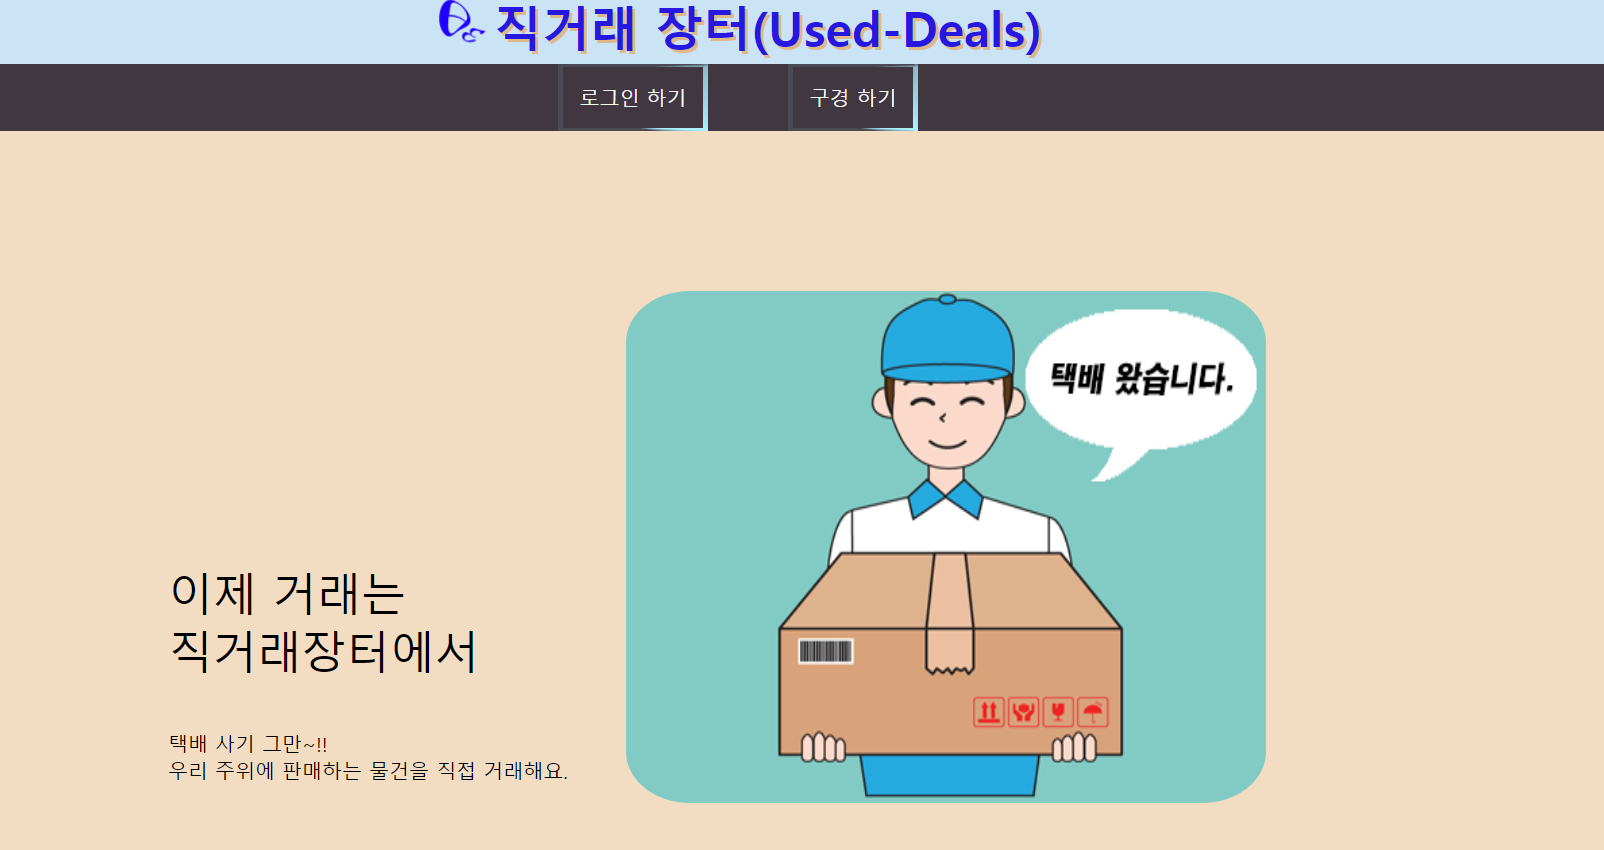 직거래 장터(Used-Deals)
로그인 하기
구경 하기
택배 왔습니다.
이제 거래는
직거래장터에서
택배 사기 그만~!!
우리 주위에 판매하는 물건을 직접 거래해요.